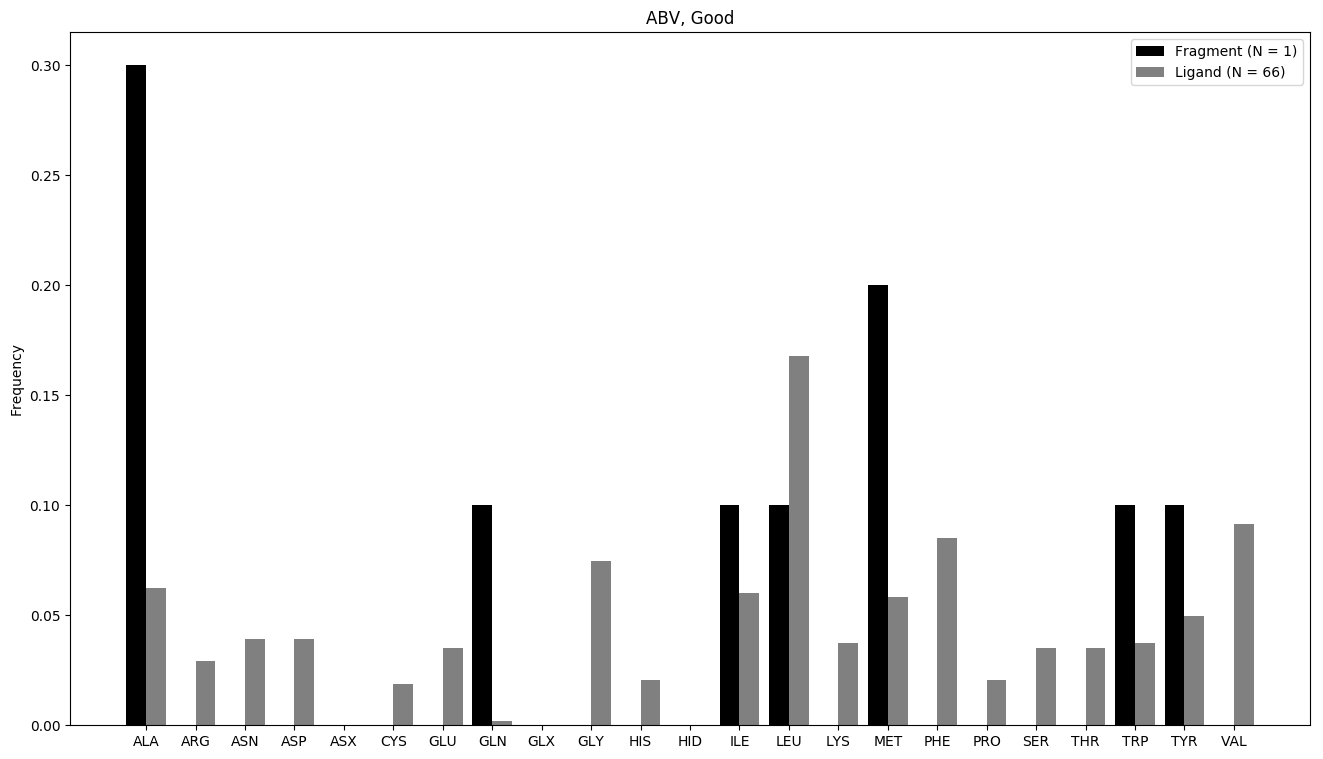 ABV, Good
Fragment (N = 1)
Ligand (N = 66)
Frequency
0.30
0.25
0.20
0.15
0.10
0.05
0.00
ALA ARG ASN ASP ASX CYS GLU GLN GLX GLY HIS HID ILE LEU LYS MET PHE PRO SER THR TRP TYR VAL